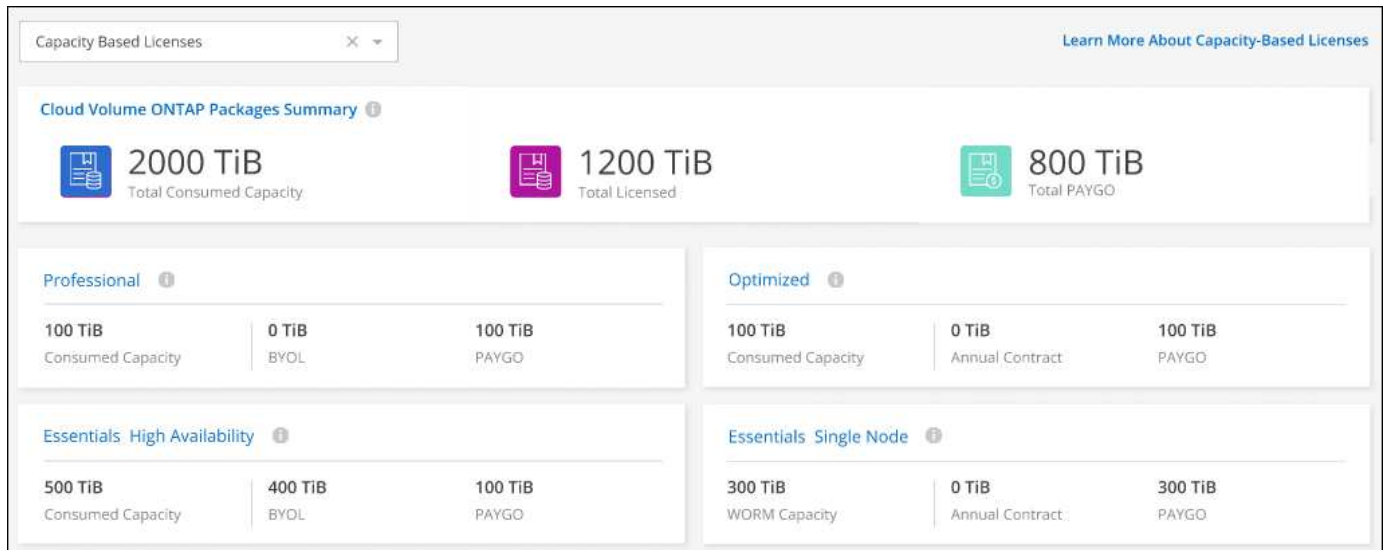 Capacity Based Licenses
Learn More About Capacity-Based Licenses
Cloud Volume ONTAP Packages Summary
2000 TiB
Total Consumed Capacity
1200 TiB
Total Licensed
800 TiB
Total PAYGO
Professional
100 TiB
Consumed Capacity
0 TiB
BYOL
100 TiB
PAYGO
Optimized
100 TiB
Consumed Capacity
0 TiB
Annual Contract
100 TiB
PAYGO
Essentials High Availability
500 TiB
Consumed Capacity
400 TiB
BYOL
100 TiB
PAYGO
Essentials Single Node
300 TiB
WORM Capacity
0 TiB
Annual Contract
300 TiB
PAYGO